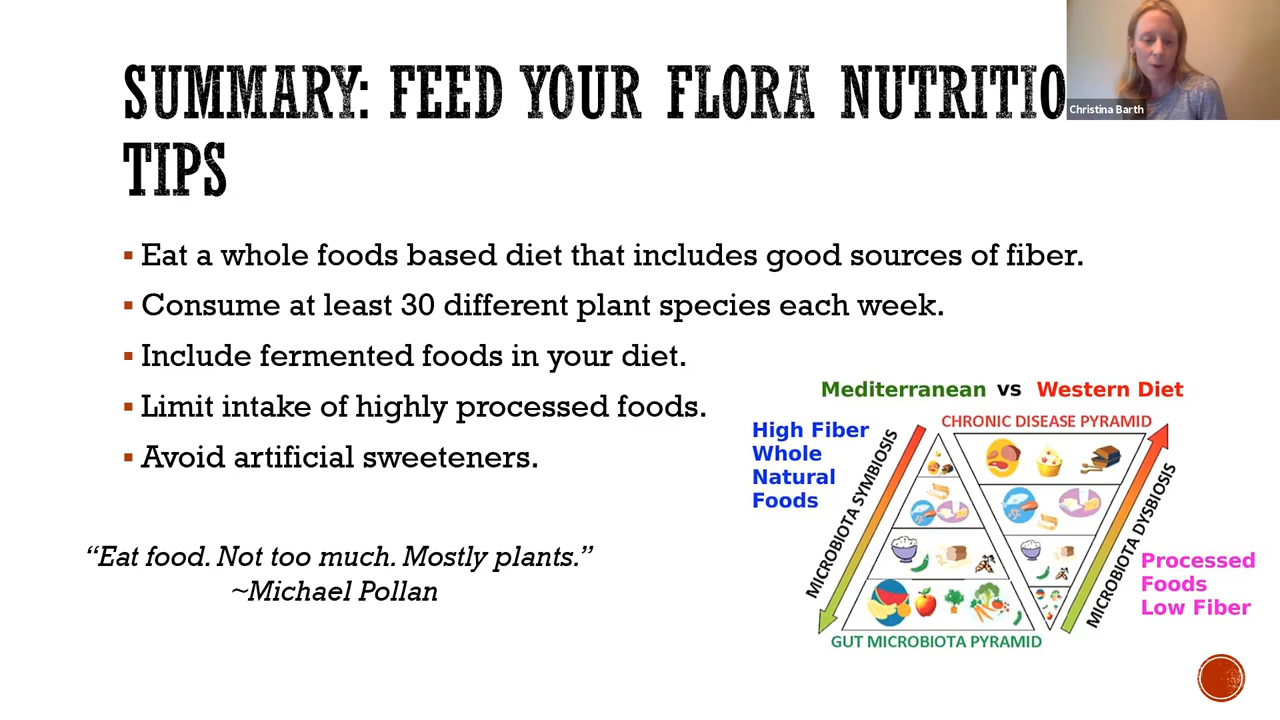 SUMMARY: FEED YOUR FLORA NUTRITIO
TIPS
Christina Barth
▪ Eat a whole foods based diet that includes good sources of fiber.
▪ Consume at least 30 different plant species each week.
▪ Include fermented foods in your diet.
▪ Limit intake of highly processed foods.
▪ Avoid artificial sweeteners.
“Eat food. Not too much. Mostly plants.”
~Michael Pollan
Mediterranean vs Western Diet
CHRONIC DISEASE PYRAMID
High Fiber
Whole
Natural
Foods
MICROBIOTA SYMBIOSIS
MICROBIOTA DYSBIOSIS
Processed
Foods
Low Fiber
GUT MICROBIOTA PYRAMID